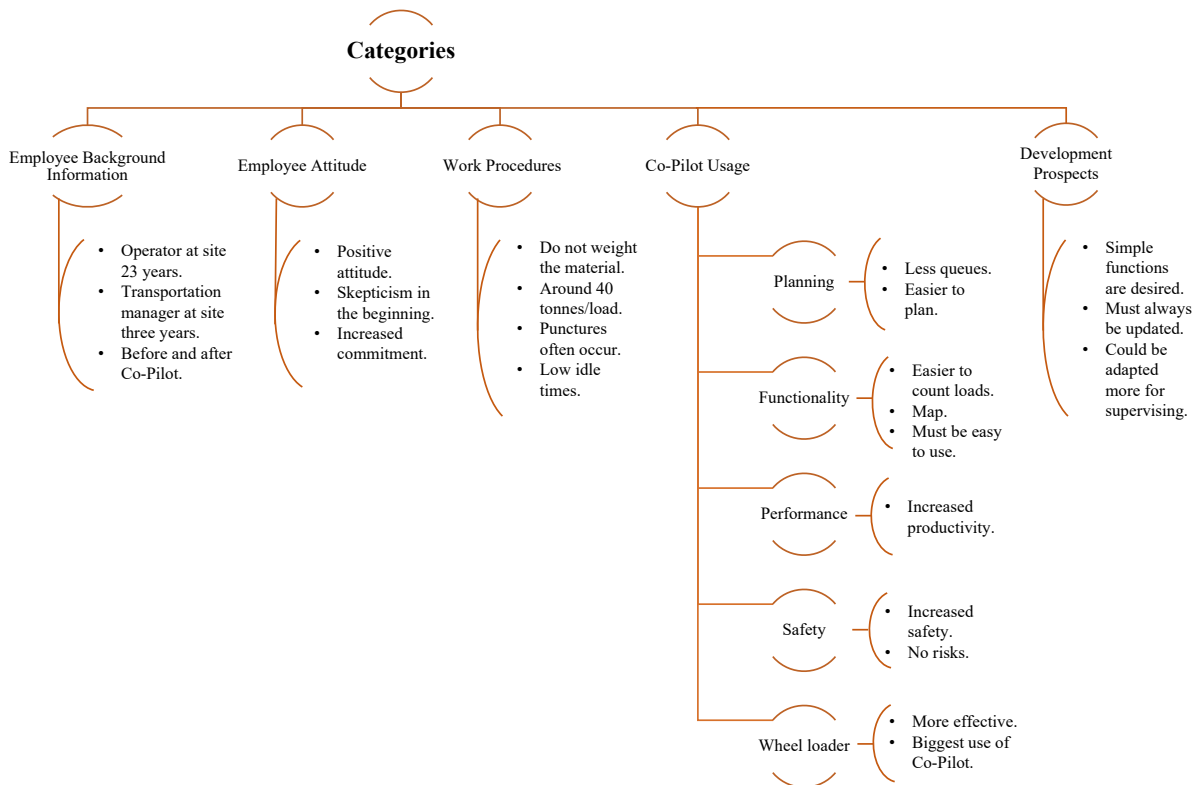 Categories
Employee Background
Information
• Operator at site
23 years.
• Transportation
manager at site
three years.
• Before and after
Co-Pilot.
Employee Attitude
• Positive
attitude.
• Skepticism in
the beginning.
• Increased
commitment.
Work Procedures
• Do not weight
the material.
• Around 40
tonnes/load.
• Punctures
often occur.
• Low idle
times.
Co-Pilot Usage
Planning
• Less queues.
• Easier to
plan.
Functionality
• Easier to
count loads.
• Map.
• Must be easy
to use.
Performance
• Increased
productivity.
Safety
• Increased
safety.
• No risks.
Wheel loader
• More effective.
• Biggest use of
Co-Pilot.
Development
Prospects
• Simple
functions
are desired.
• Must always
be updated.
• Could be
adapted
more for
supervising.